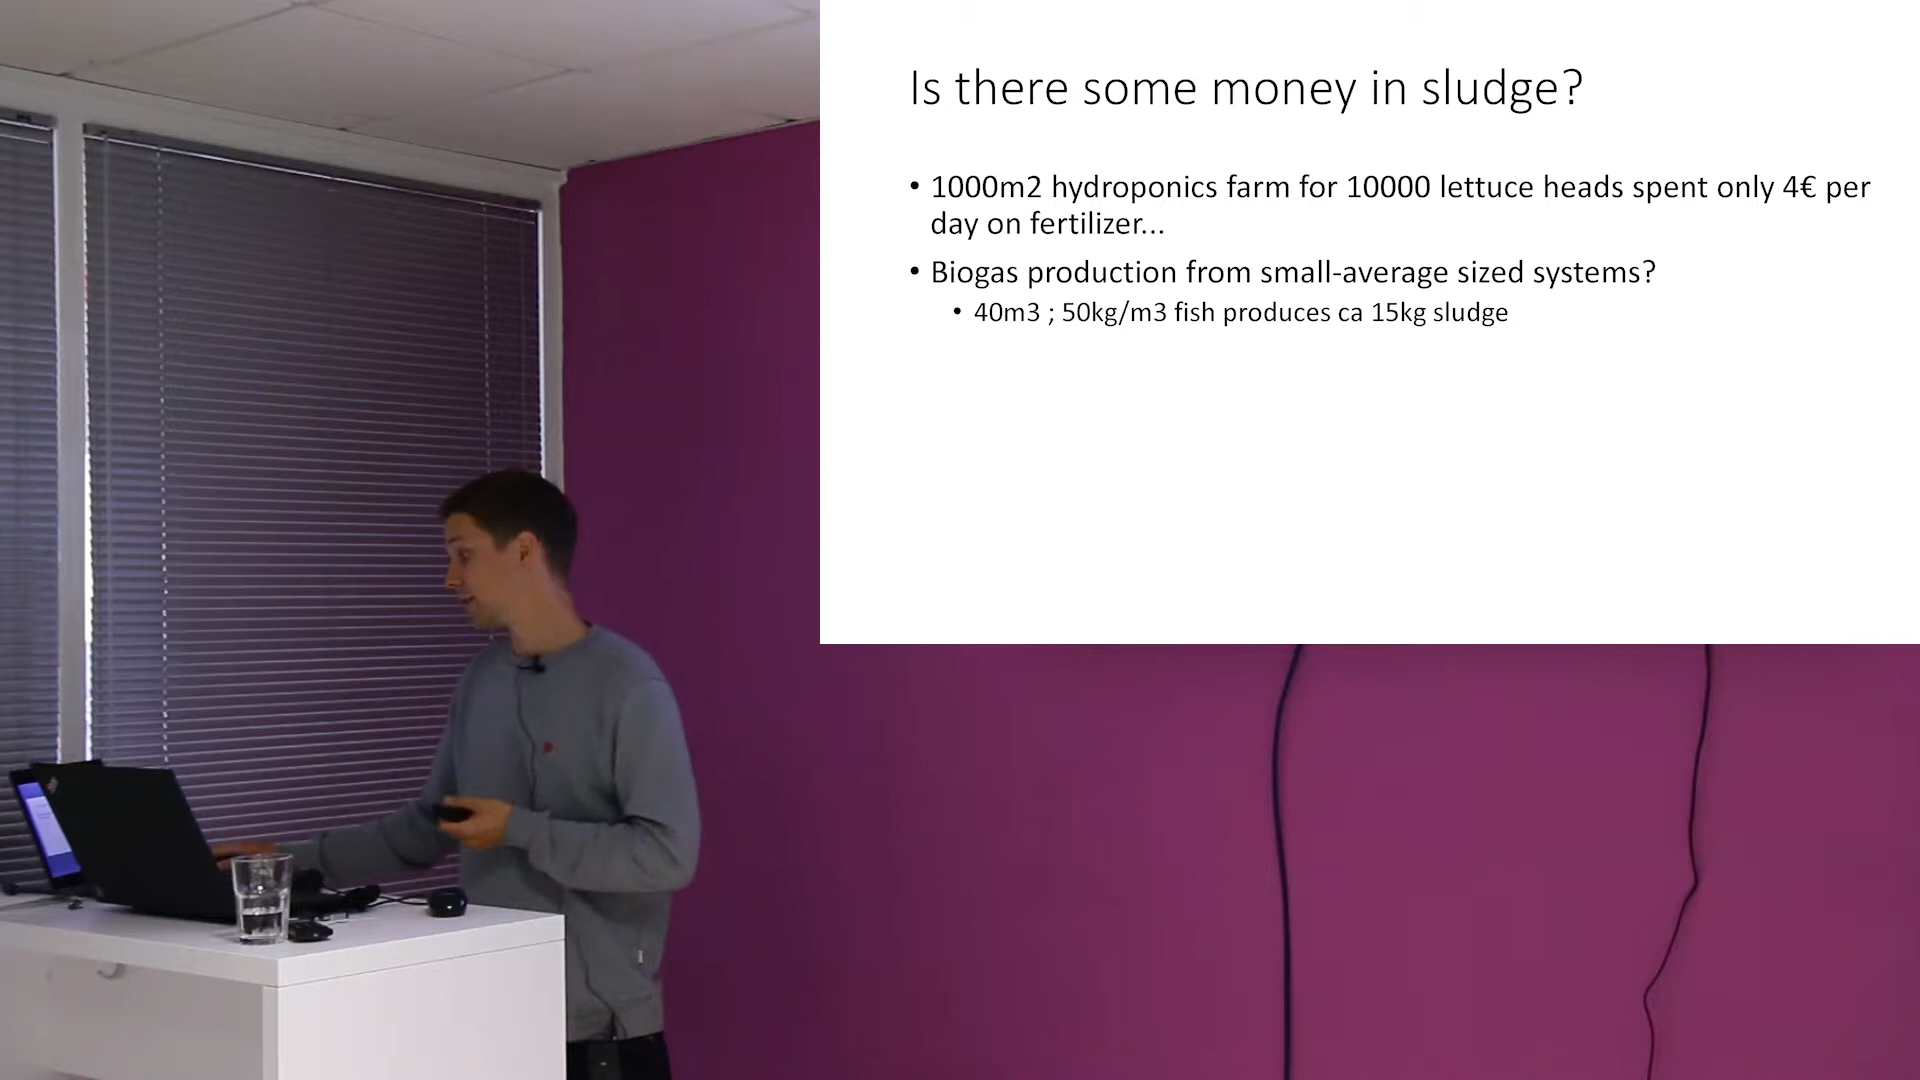 Is there some money in sludge?
• 1000m2 hydroponics farm for 10000 lettuce heads spent only 4€ per
day on fertilizer...
• Biogas production from small-average sized systems?
• 40m3 ; 50kg/m3 fish produces ca 15kg sludge